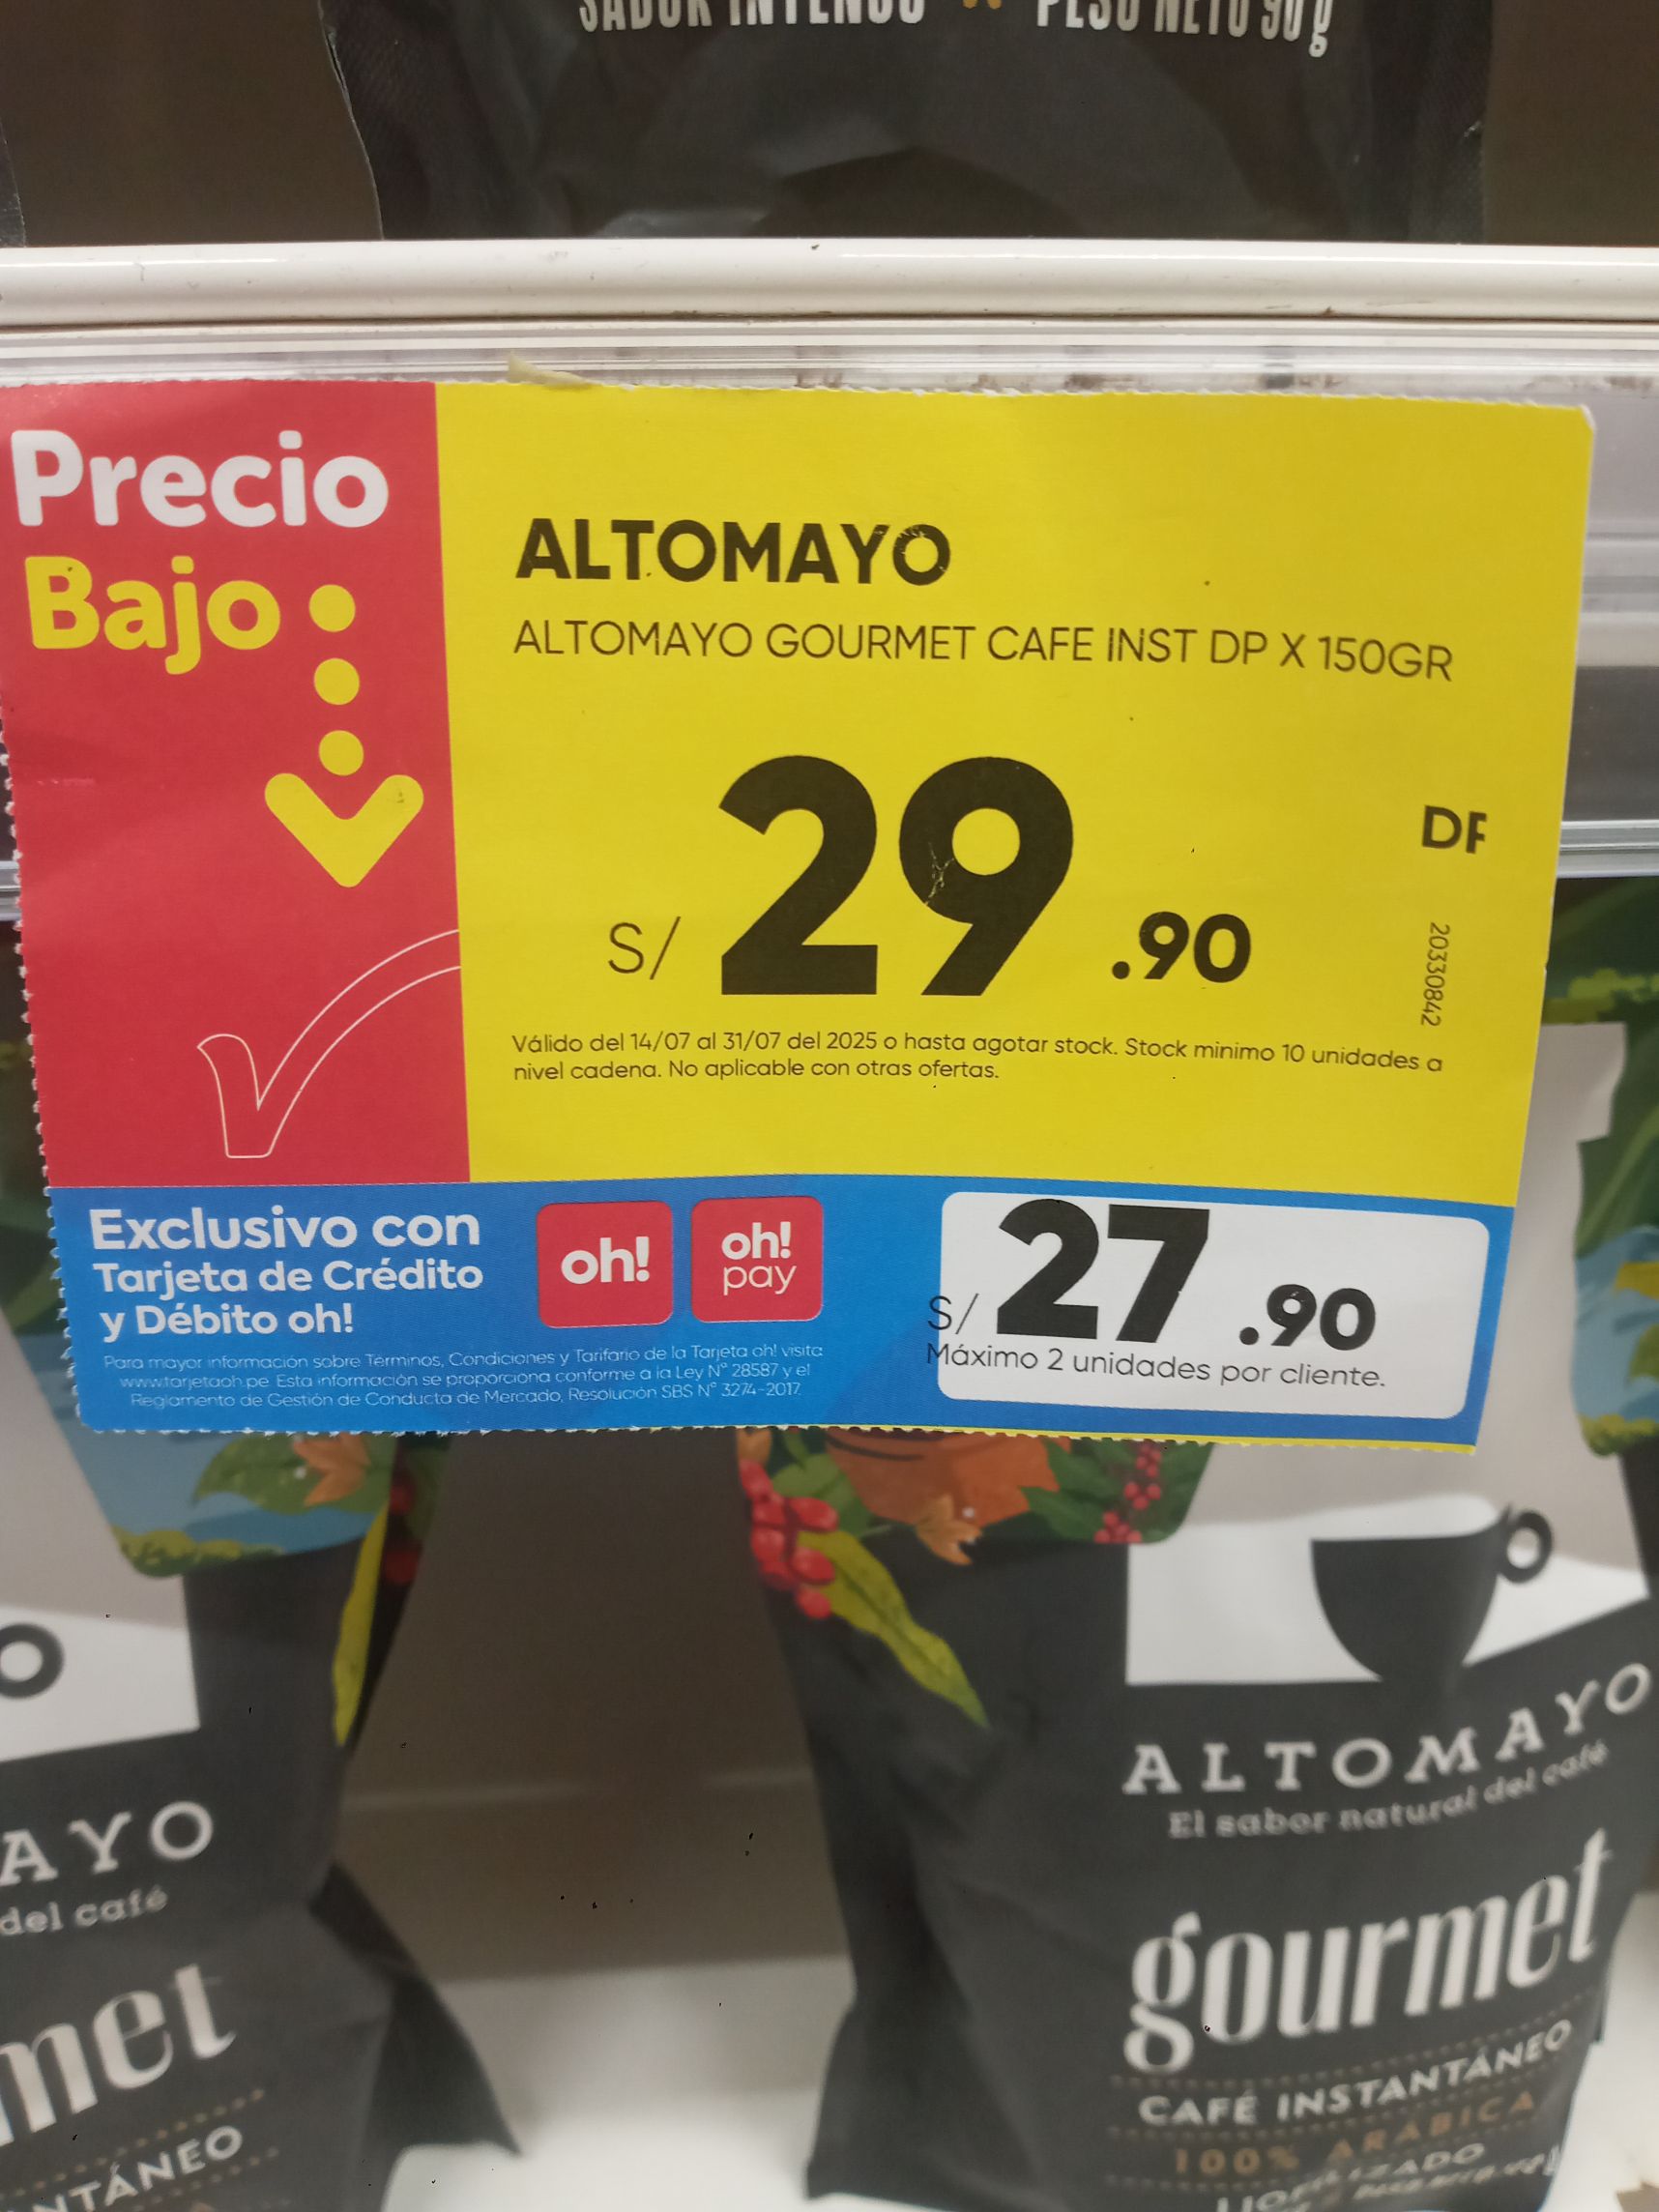 SABOR INTENSO PESO NETO 90g
Precio
Bajo
ALTOMAYO
ALTOMAYO GOURMET CAFE INST DP X 150GR
S/ 29.90
DF
20330842
Válido del 14/07 al 31/07 del 2025 o hasta agotar stock. Stock minimo 10 unidades a
nivel cadena. No aplicable con otras ofertas.
Exclusivo con
Tarjeta de Crédito
y Débito oh!
oh!
oh!
pay
S/ 27.90
Máximo 2 unidades por cliente.
Para mayor información sobre Términos, Condiciones y Tarifario de la Tarjeta oh! visita
www.tarjetaoh.pe. Esta información se proporciona conforme a la Ley N° 28587 y el
Reglamento de Gestión de Conducta de Mercado, Resolución SBS N° 3274-2017.
AYO
del café
met
NTÁNEO
ALTOMAYO
El sabor natural del café
gourmet
CAFÉ INSTANTÁNEO
100% ARÁBICA
LIOFILIZADO